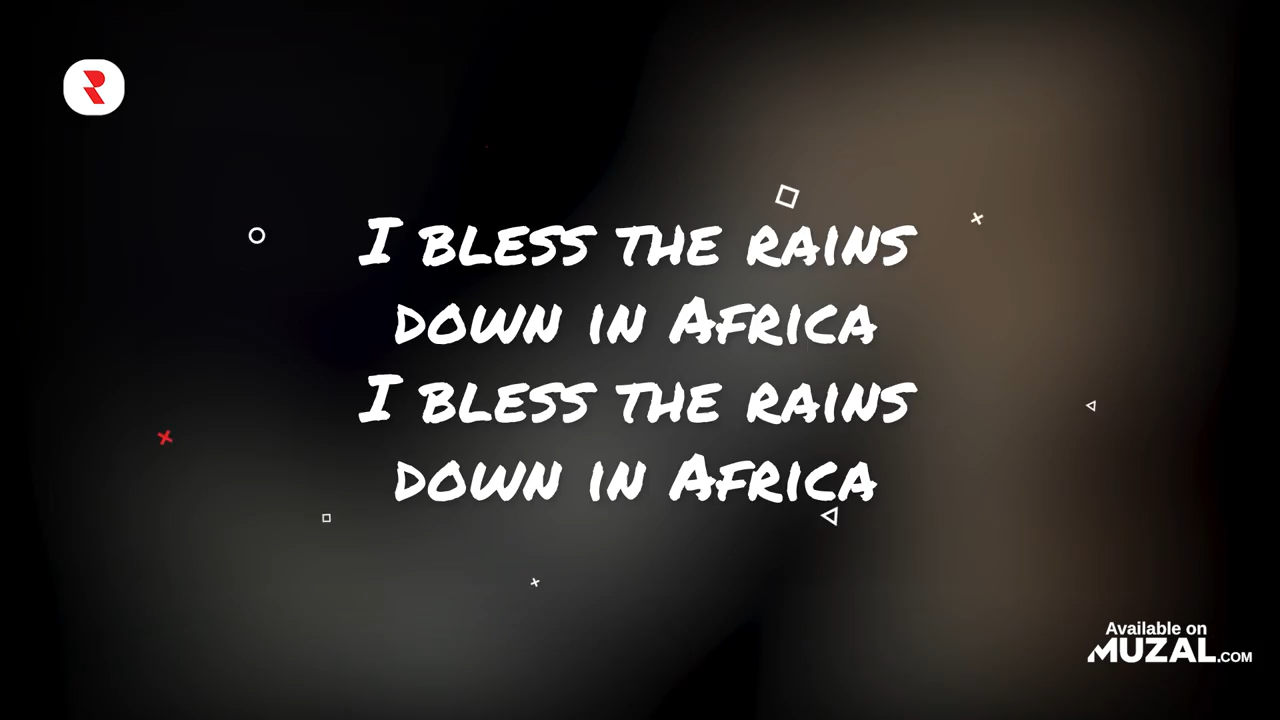 I BLESS THE RAINS
DOWN IN AFRICA
I BLESS THE RAINS
DOWN IN AFRICA
Available on
MUZAL.COM